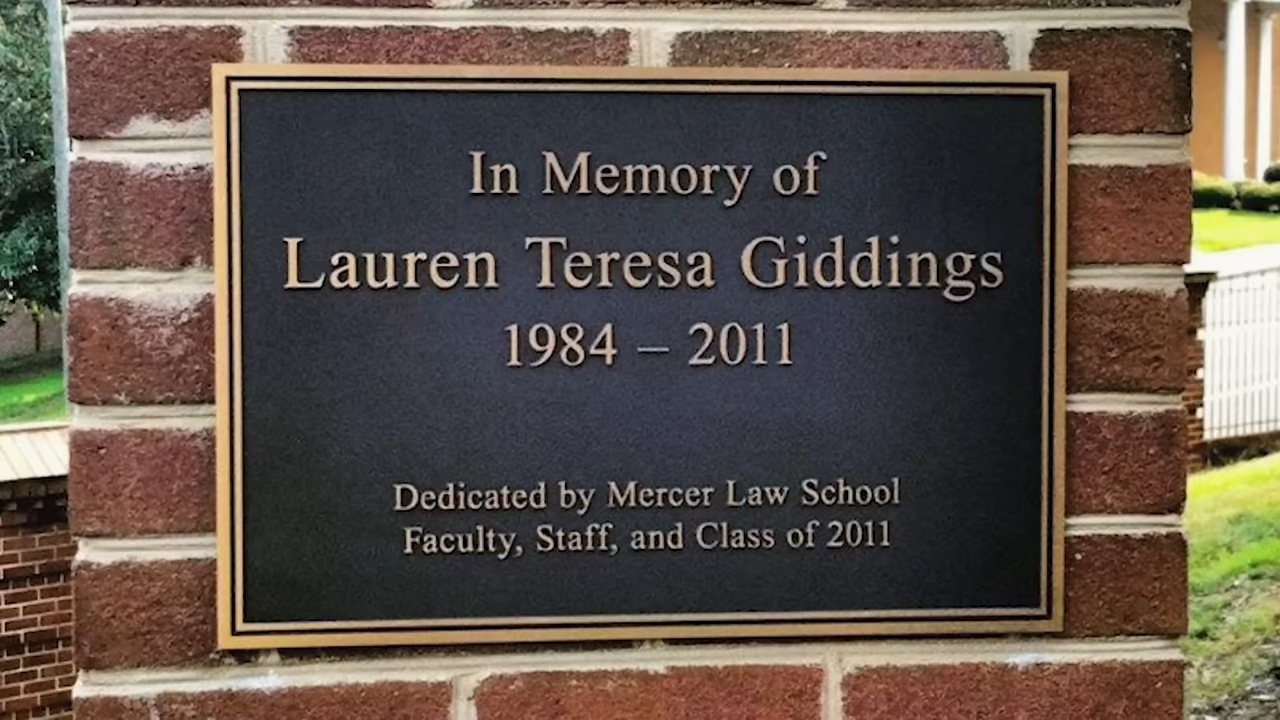 In Memory of
Lauren Teresa Giddings
1984 – 2011
Dedicated by Mercer Law School
Faculty, Staff, and Class of 2011